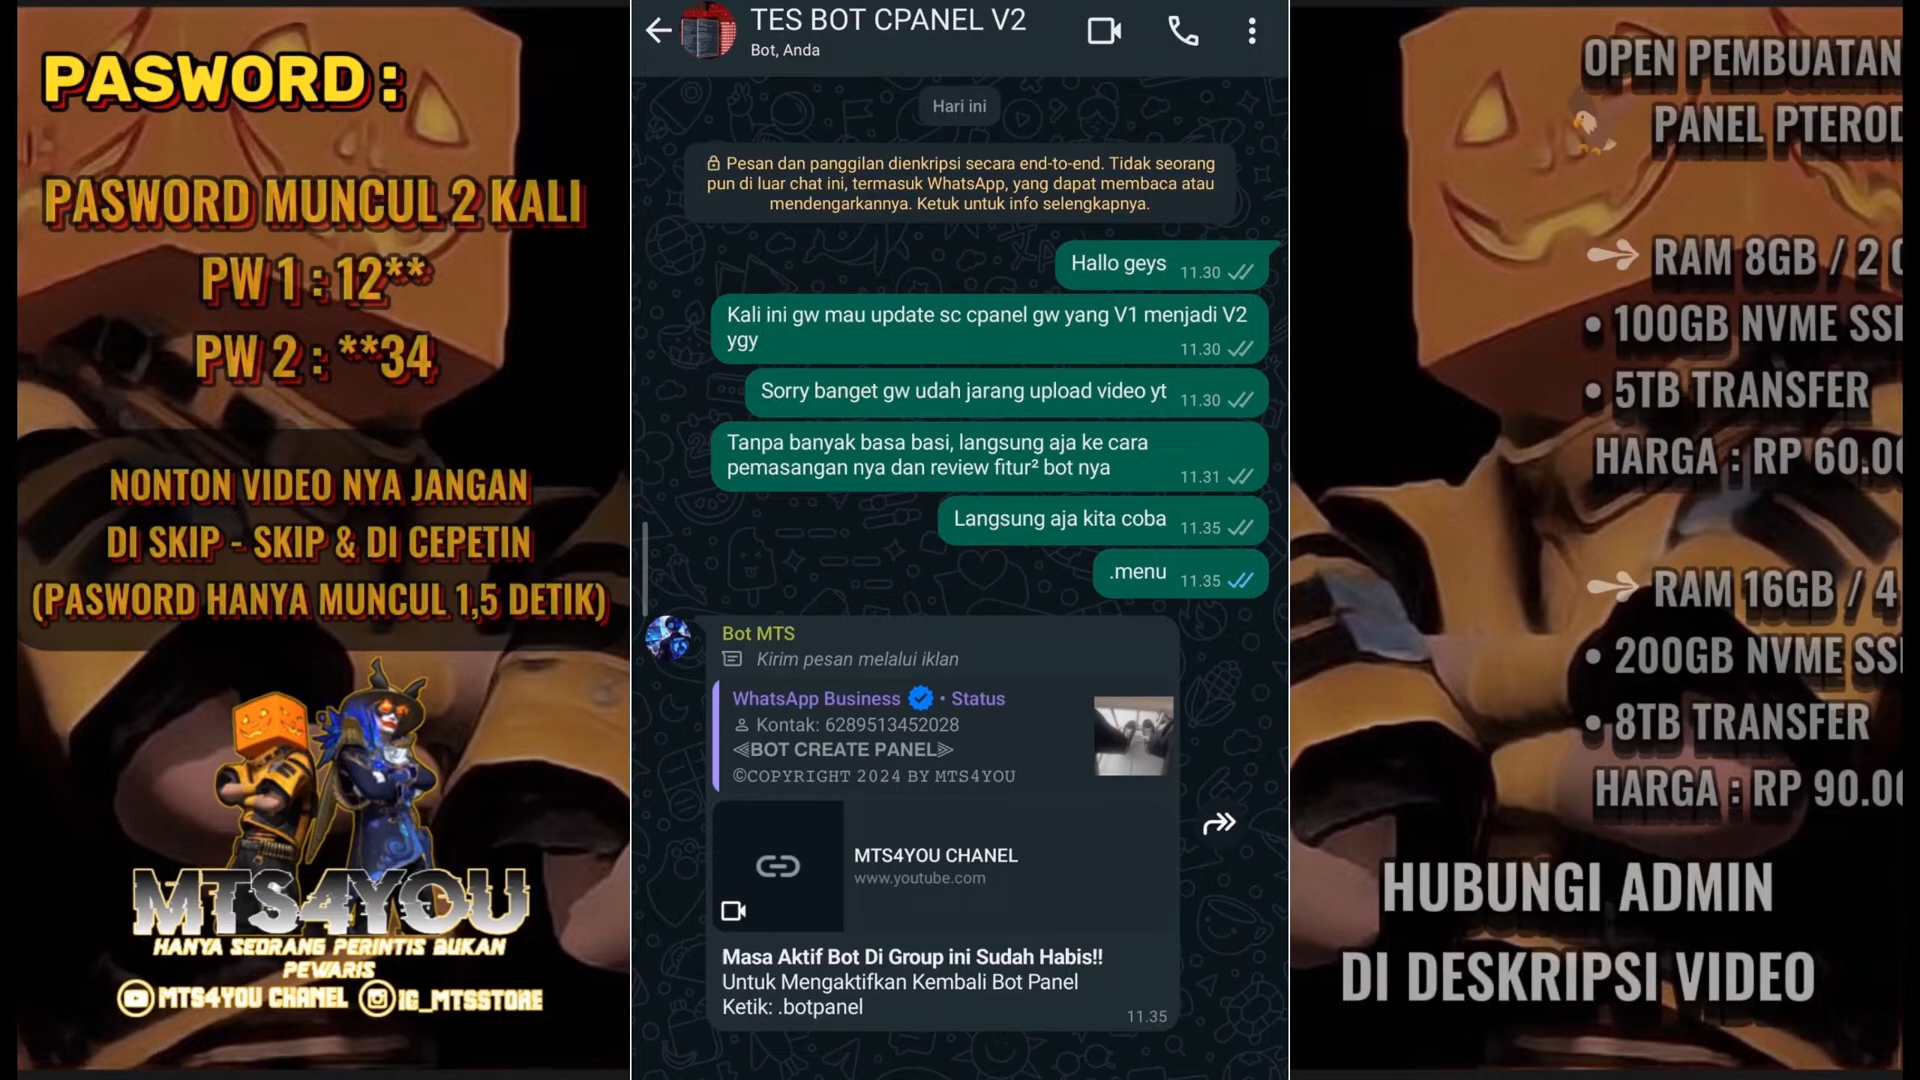 PASWORD :
PASWORD MUNCUL 2 KALI
PW 1 : 12**
PW 2 : **34
NONTON VIDEO NYA JANGAN
DI SKIP - SKIP & DI CEPETIN
(PASWORD HANYA MUNCUL 1,5 DETIK)
MTS4YOU
HANYA SEORANG PERINTIS BUKAN
PEWARIS
MTS4YOU CHANEL IG_MTSSTORE
TES BOT CPANEL V2
Bot, Anda
Hari ini
Pesan dan panggilan dienkripsi secara end-to-end. Tidak seorang
pun di luar chat ini, termasuk WhatsApp, yang dapat membaca atau
mendengarkannya. Ketuk untuk info selengkapnya.
Hallo geys 11.30
Kali ini gw mau update sc cpanel gw yang V1 menjadi V2
ygy 11.30
Sorry banget gw udah jarang upload video yt 11.30
Tanpa banyak basa basi, langsung aja ke cara
pemasangan nya dan review fitur² bot nya 11.31
Langsung aja kita coba 11.35
.menu 11.35
Bot MTS
Kirim pesan melalui iklan
WhatsApp Business • Status
Kontak: 6289513452028
⪡BOT CREATE PANEL⪢
©COPYRIGHT 2024 BY MTS4YOU
MTS4YOU CHANEL
www.youtube.com
Masa Aktif Bot Di Group ini Sudah Habis!!
Untuk Mengaktifkan Kembali Bot Panel
Ketik: .botpanel
11.35
OPEN PEMBUATAN
PANEL PTEROD
RAM 8GB / 2
• 100GB NVME SS
• 5TB TRANSFER
HARGA : RP 60.0
RAM 16GB / 4
• 200GB NVME SS
• 8TB TRANSFER
HARGA : RP 90.0
HUBUNGI ADMIN
DI DESKRIPSI VIDEO